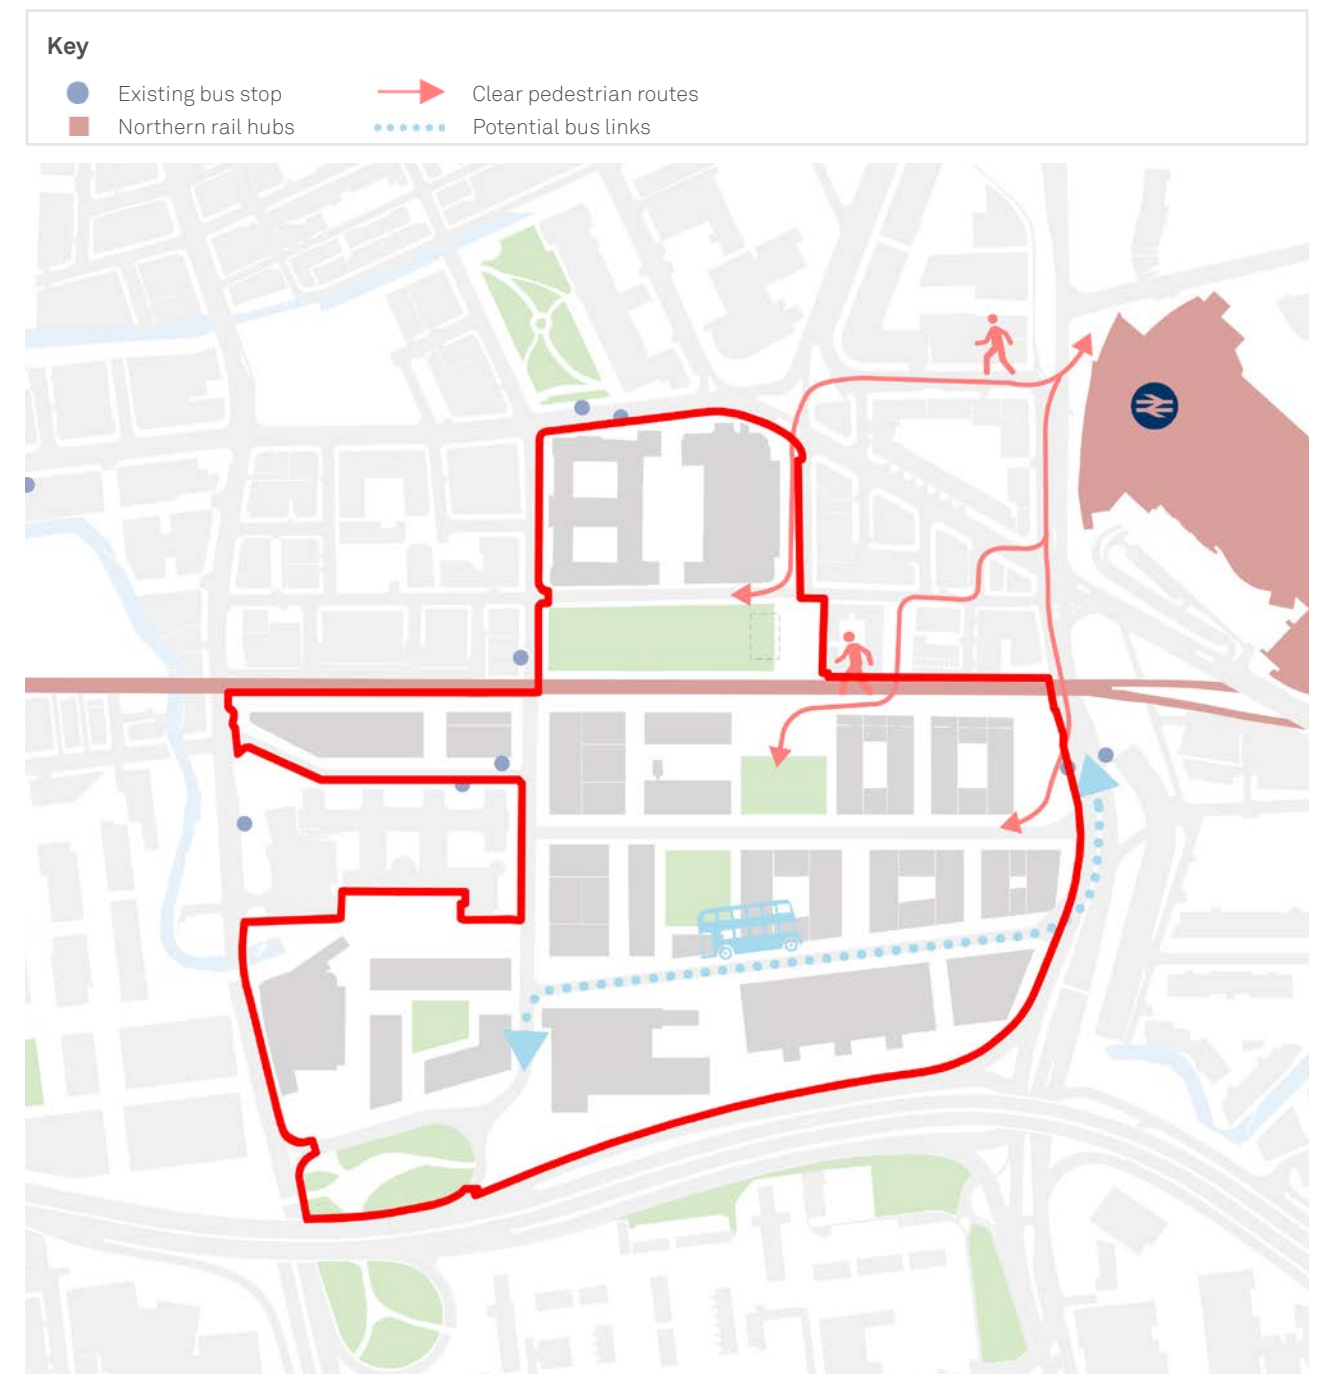 Key
Existing bus stop
Clear pedestrian routes
Northern rail hubs
Potential bus links